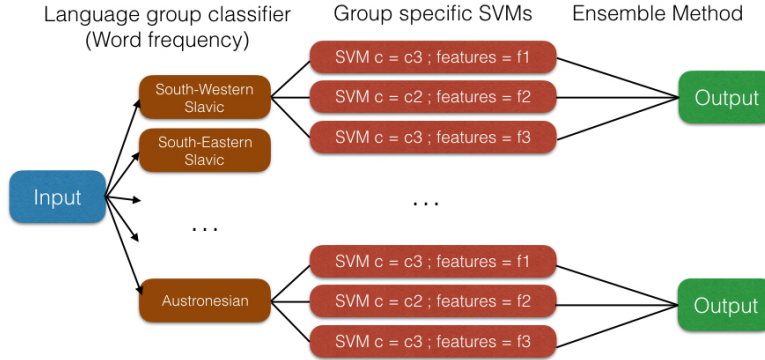 Language group classifier
(Word frequency)
Group specific SVMs
Ensemble Method
Input
South-Western
Slavic
South-Eastern
Slavic
. . .
Austronesian
SVM c = c3 ; features = f1
SVM c = c2 ; features = f2
SVM c = c3 ; features = f3
. . .
SVM c = c3 ; features = f1
SVM c = c2 ; features = f2
SVM c = c3 ; features = f3
Output
Output